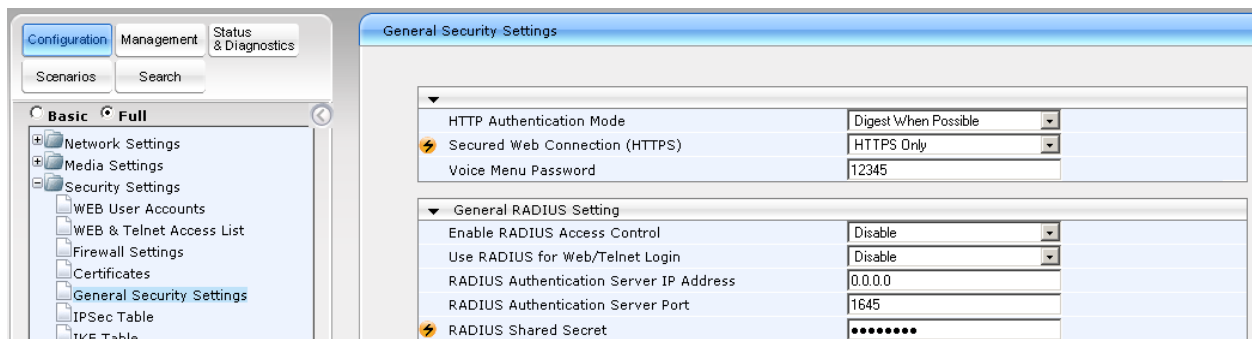 Configuration
Management
Status
& Diagnostics
Scenarios
Search
Basic Full
Network Settings
Media Settings
Security Settings
WEB User Accounts
WEB & Telnet Access List
Firewall Settings
Certificates
General Security Settings
IPSec Table
IKE Table
General Security Settings
HTTP Authentication Mode Digest When Possible
Secured Web Connection (HTTPS) HTTPS Only
Voice Menu Password 12345
General RADIUS Setting
Enable RADIUS Access Control Disable
Use RADIUS for Web/Telnet Login Disable
RADIUS Authentication Server IP Address 0.0.0.0
RADIUS Authentication Server Port 1645
RADIUS Shared Secret ••••••••